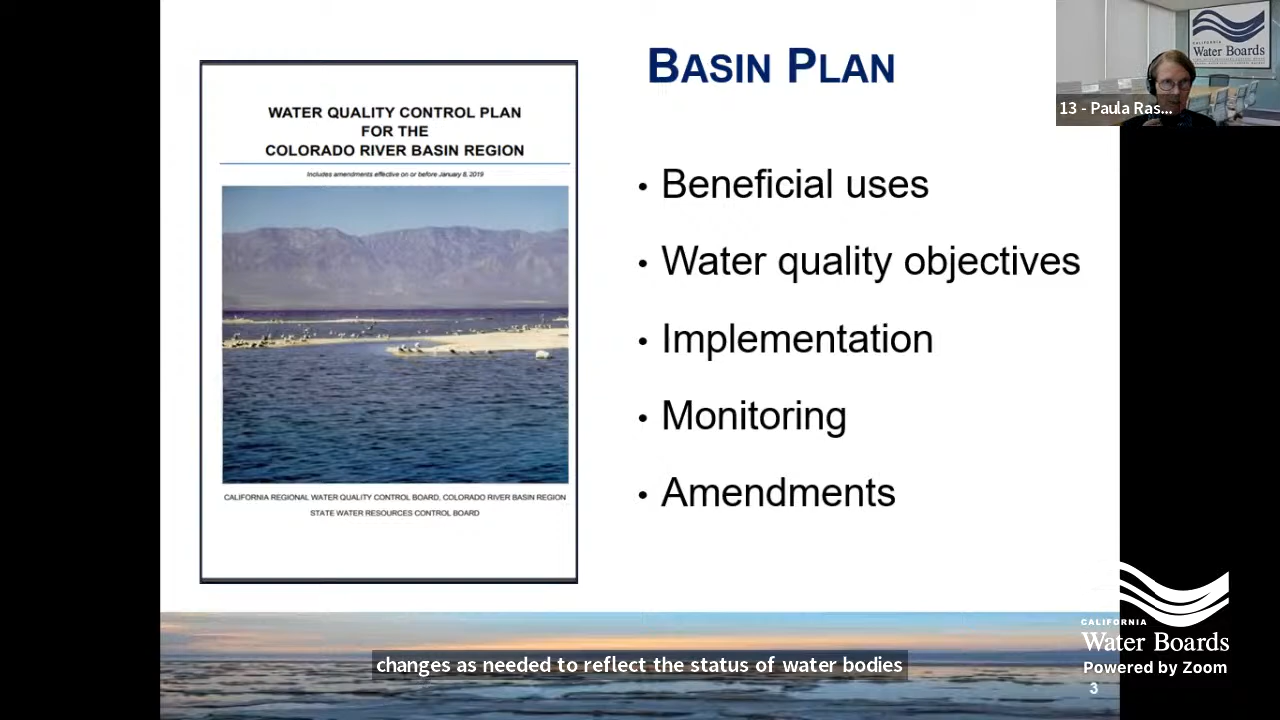 BASIN PLAN
WATER QUALITY CONTROL PLAN
FOR THE
COLORADO RIVER BASIN REGION
Includes amendments effective on or before January 8, 2019
CALIFORNIA REGIONAL WATER QUALITY CONTROL BOARD, COLORADO RIVER BASIN REGION
STATE WATER RESOURCES CONTROL BOARD
• Beneficial uses
• Water quality objectives
• Implementation
• Monitoring
• Amendments
CALIFORNIA
Water Boards
13 - Paula Ras...
changes as needed to reflect the status of water bodies
CALIFORNIA
Water Boards
Powered by Zoom
3